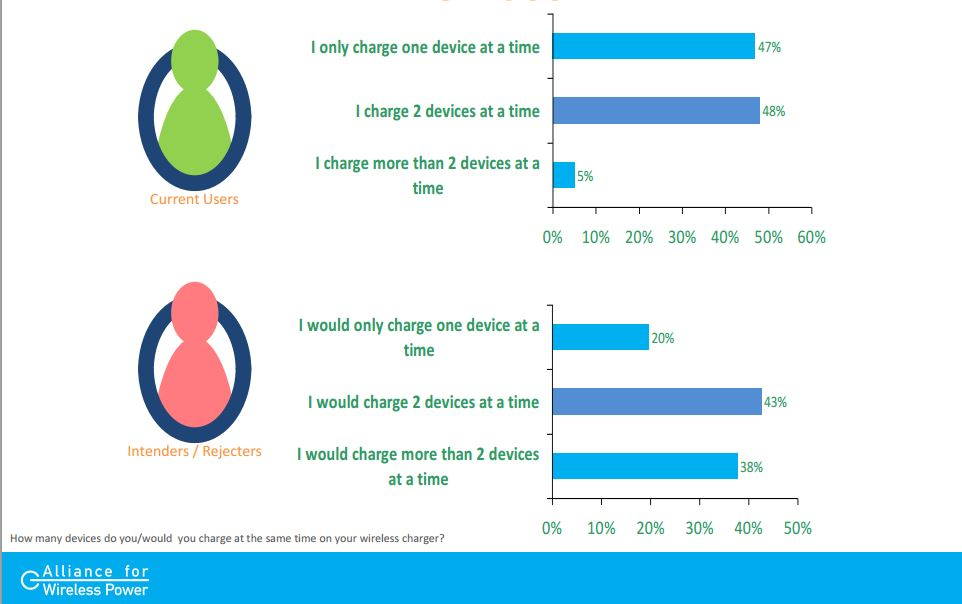 I only charge one device at a time
47%
I charge 2 devices at a time
48%
I charge more than 2 devices at a
time
5%
Current Users
0% 10% 20% 30% 40% 50% 60%
I would only charge one device at a
time
20%
I would charge 2 devices at a time
43%
Intenders / Rejecters
I would charge more than 2 devices
at a time
38%
0% 10% 20% 30% 40% 50%
How many devices do you/would you charge at the same time on your wireless charger?
Alliance for
Wireless Power